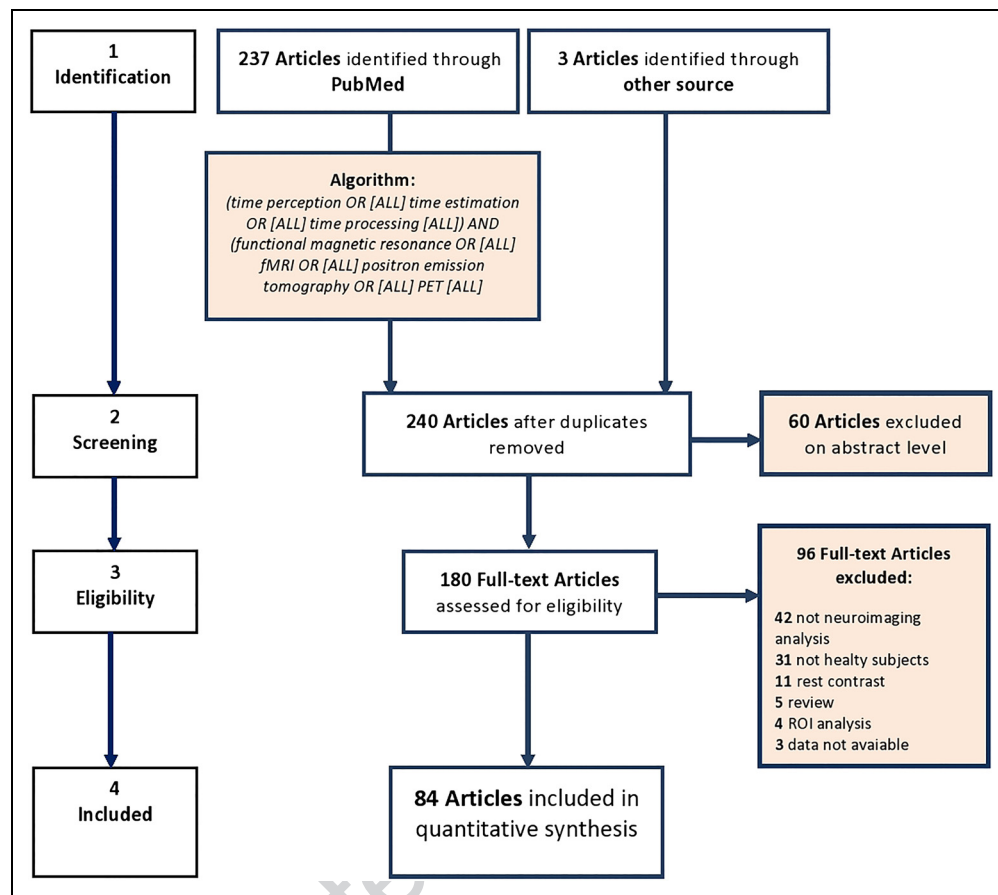 1
Identification
237 Articles identified through
PubMed
3 Articles identified through
other source
Algorithm:
(time perception OR [ALL] time estimation
OR [ALL] time processing [ALL]) AND
(functional magnetic resonance OR [ALL]
fMRI OR [ALL] positron emission
tomography OR [ALL] PET [ALL]
2
Screening
240 Articles after duplicates
removed
60 Articles excluded
on abstract level
3
Eligibility
180 Full-text Articles
assessed for eligibility
96 Full-text Articles
excluded:
42 not neuroimaging
analysis
31 not healty subjects
11 rest contrast
5 review
4 ROI analysis
3 data not avaiable
4
Included
84 Articles included in
quantitative synthesis